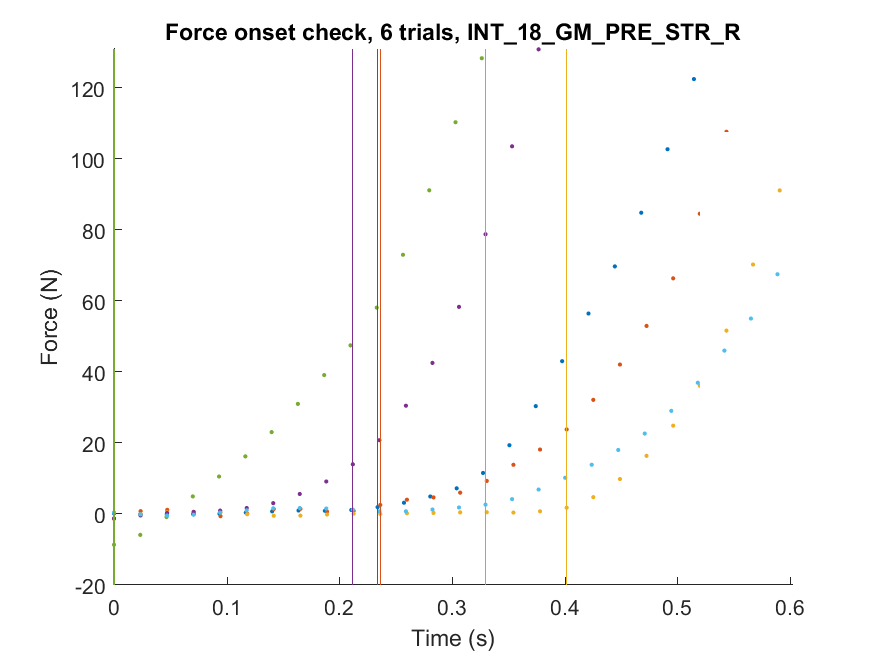 Force onset check, 6 trials, INT_18_GM_PRE_STR_R
120
100
80
60
40
20
0
-20
Force (N)
0 0.1 0.2 0.3 0.4 0.5 0.6
Time (s)